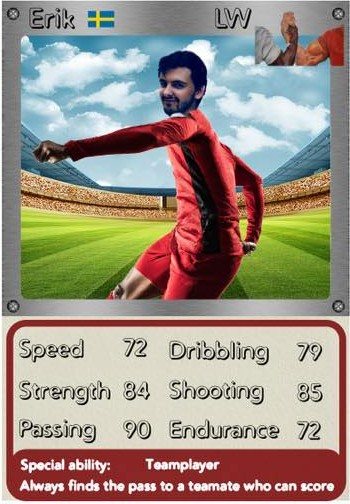 Erik LW
Speed 72 Dribbling 79
Strength 84 Shooting 85
Passing 90 Endurance 72
Special ability: Teamplayer
Always finds the pass to a teamate who can score